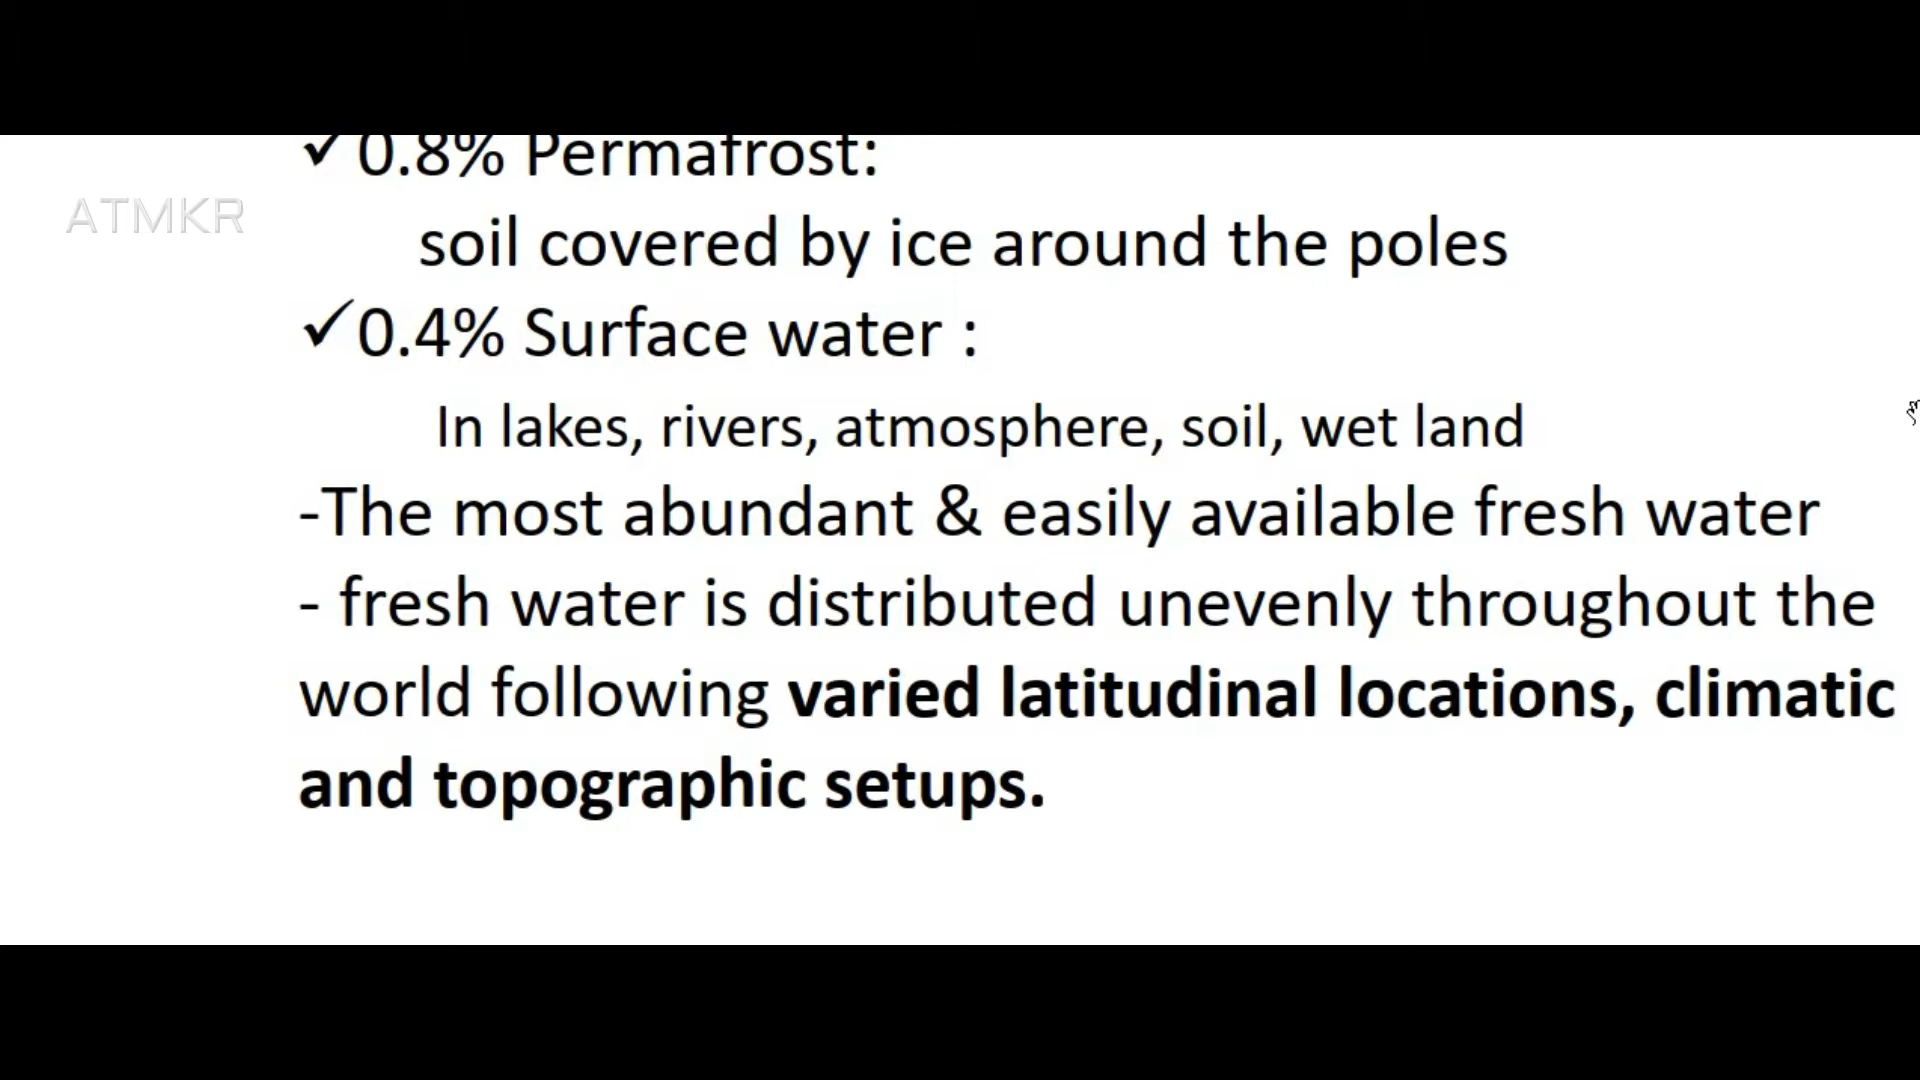 ✓0.8% Permafrost:
ATMKR
soil covered by ice around the poles
✓0.4% Surface water :
In lakes, rivers, atmosphere, soil, wet land
-The most abundant & easily available fresh water
- fresh water is distributed unevenly throughout the
world following varied latitudinal locations, climatic
and topographic setups.